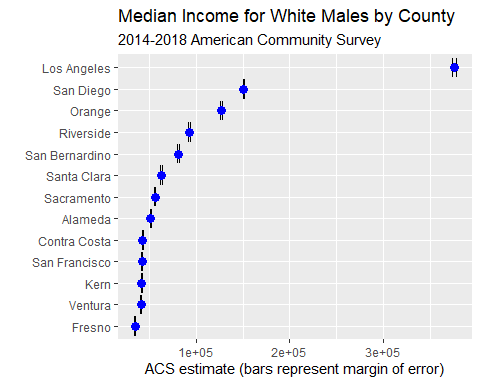 Median Income for White Males by County
2014-2018 American Community Survey
Los Angeles
San Diego
Orange
Riverside
San Bernardino
Santa Clara
Sacramento
Alameda
Contra Costa
San Francisco
Kern
Ventura
Fresno
1e+05 2e+05 3e+05
ACS estimate (bars represent margin of error)